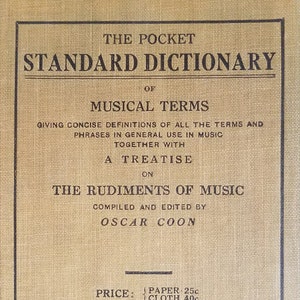 THE POCKET
STANDARD DICTIONARY
OF
MUSICAL TERMS
GIVING CONCISE DEFINITIONS OF ALL THE TERMS AND
PHRASES IN GENERAL USE IN MUSIC
TOGETHER WITH
A TREATISE
ON
THE RUDIMENTS OF MUSIC
COMPILED AND EDITED BY
OSCAR COON
PRICE: PAPER 25c
CLOTH 40c